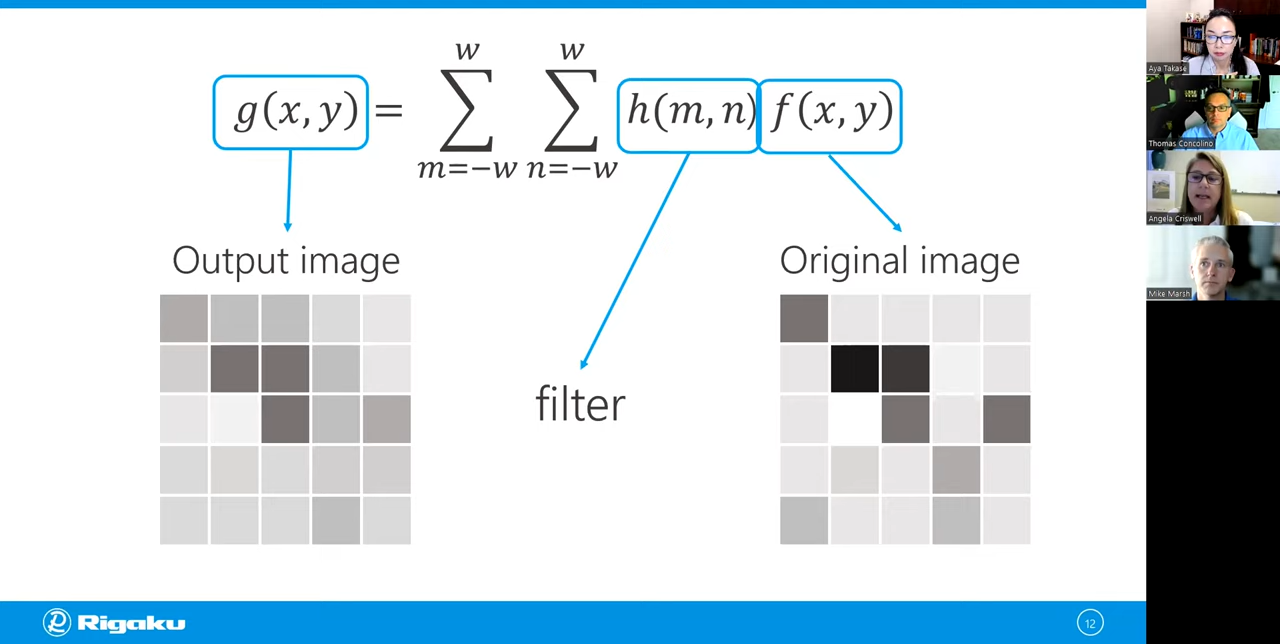 g(x, y) = ∑_{m=−w}^{w} ∑_{n=−w}^{w} h(m, n) f(x, y)
Output image
Original image
filter
Rigaku
12
Aya Takase
Thomas Concolino
Angela Criswell
Mike Marsh